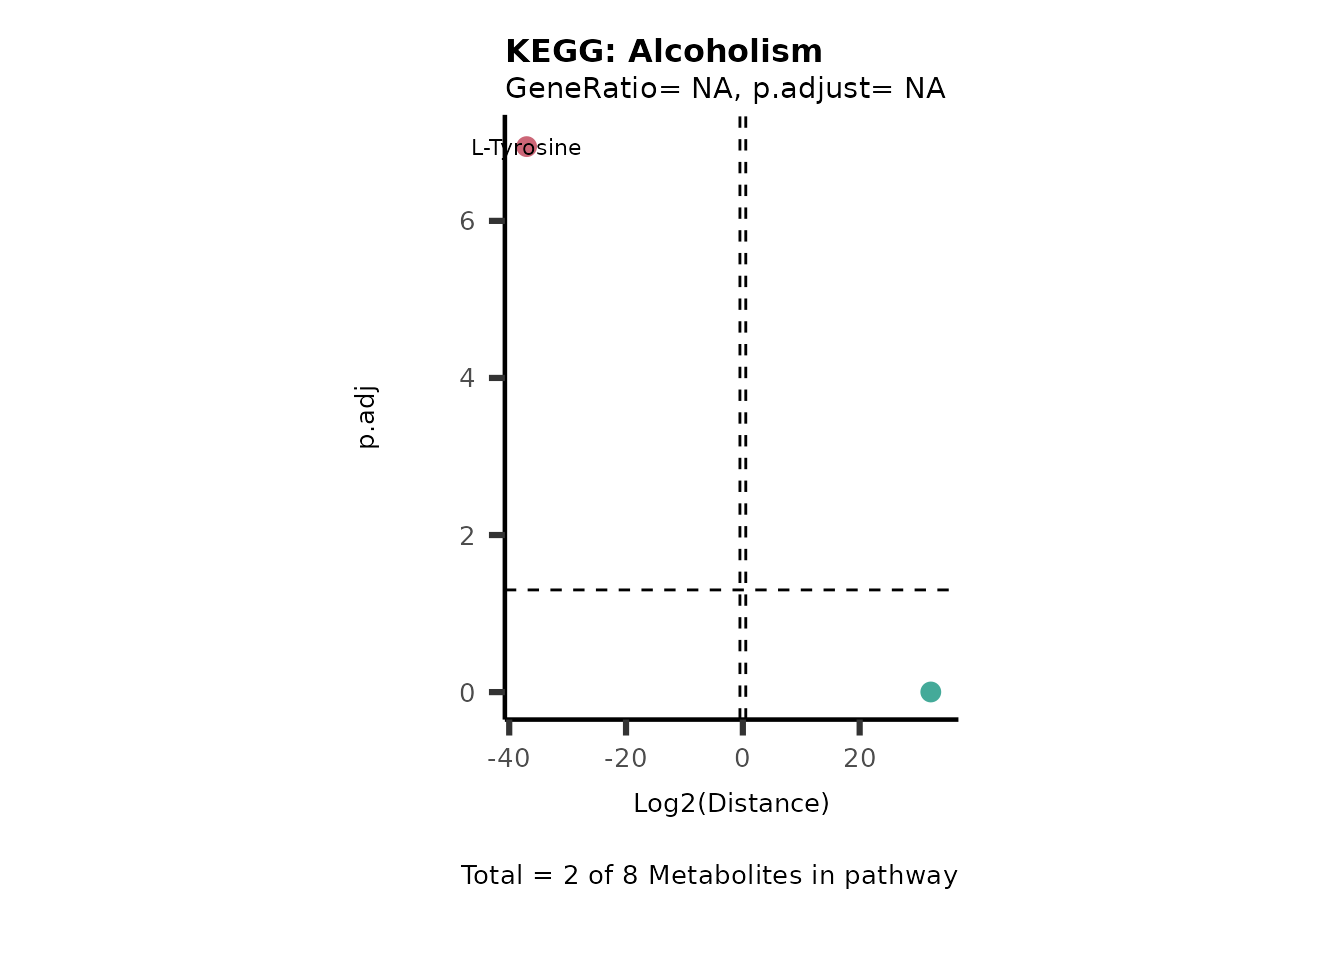 KEGG: Alcoholism
GeneRatio= NA, p.adjust= NA
L-Tyrosine
6
4
2
0
p.adj
-40 -20 0 20
Log2(Distance)
Total = 2 of 8 Metabolites in pathway